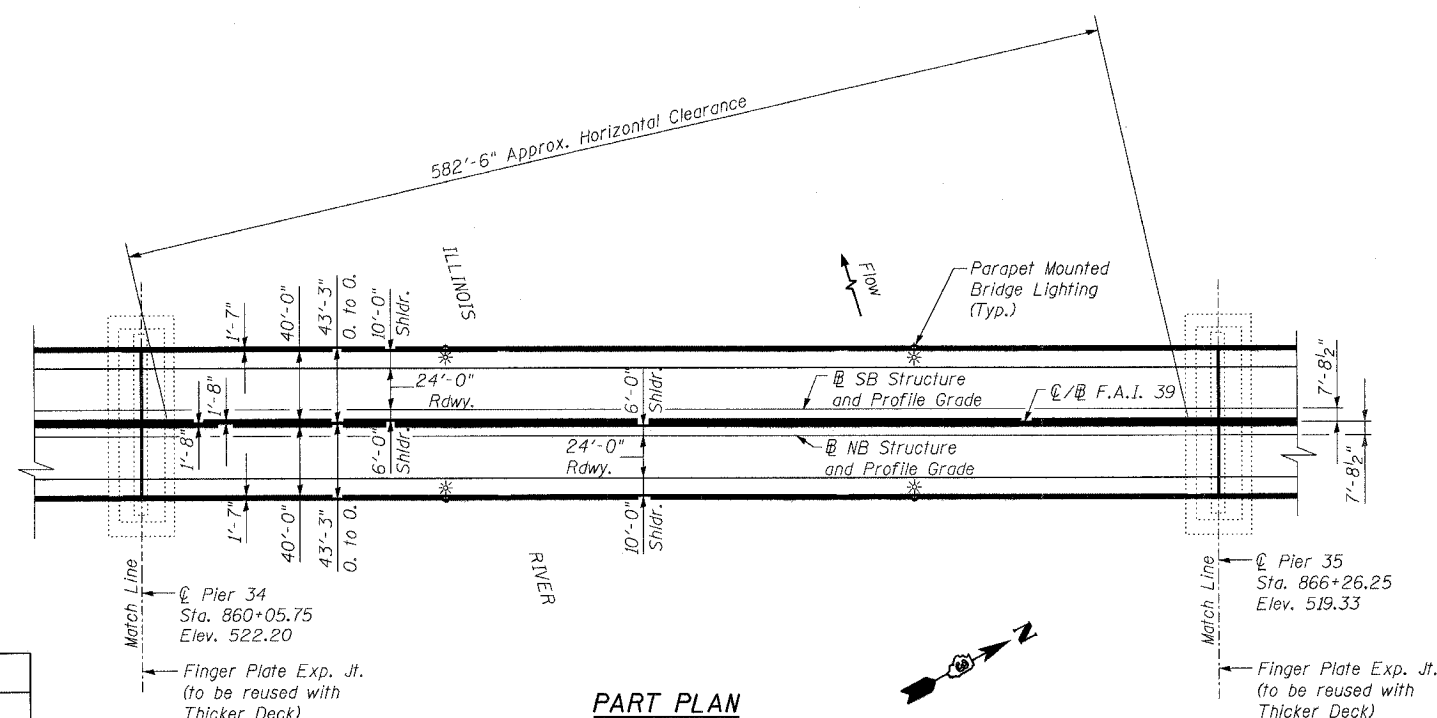 582'-6" Approx. Horizontal Clearance
ILLINOIS
Flow
Parapet Mounted
Bridge Lighting
(Typ.)
1'-7"
40'-0"
43'-3"
O. to O.
10'-0"
Shldr.
24'-0"
Rdwy.
6'-0"
Shldr.
℄ SB Structure
and Profile Grade
℄/ F.A.I. 39
7'-8½"
1'-8"
1'-8"
6'-0"
Shldr.
24'-0"
Rdwy.
NB Structure
and Profile Grade
7'-8½"
1'-7"
40'-0"
43'-3"
O. to O.
10'-0"
Shldr.
RIVER
Match Line
℄ Pier 34
Sta. 860+05.75
Elev. 522.20
Finger Plate Exp. Jt.
(to be reused with
Thicker Deck)
Match Line
℄ Pier 35
Sta. 866+26.25
Elev. 519.33
Finger Plate Exp. Jt.
(to be reused with
Thicker Deck)
39
N
PART PLAN